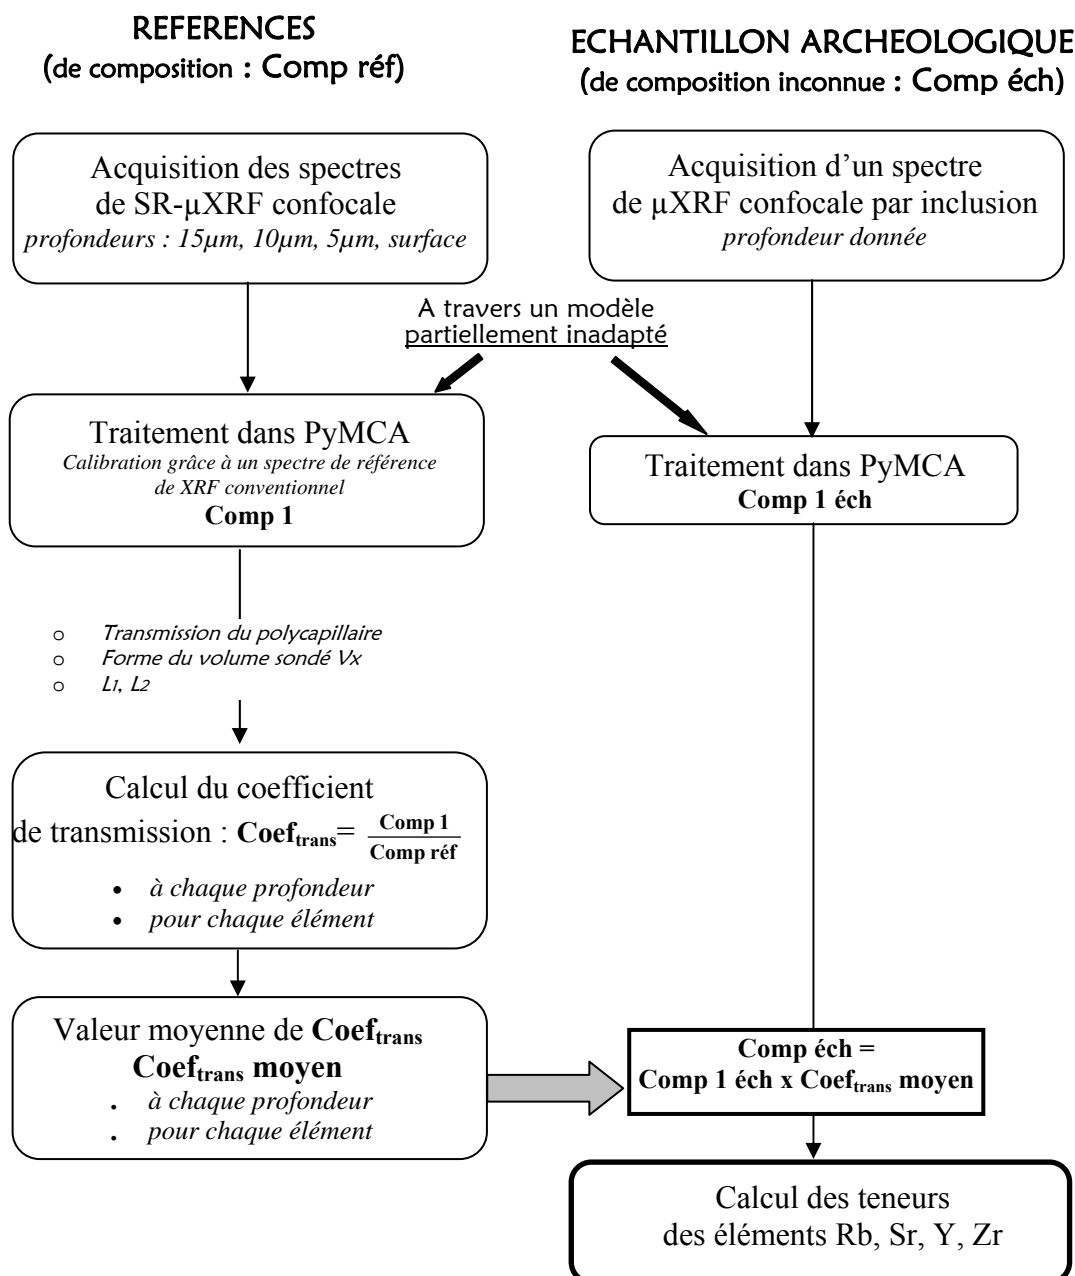 REFERENCES
(de composition : Comp réf)
ECHANTILLON ARCHEOLOGIQUE
(de composition inconnue : Comp éch)
Acquisition des spectres
de SR-µXRF confocale
profondeurs : 15µm, 10µm, 5µm, surface
Acquisition d’un spectre
de µXRF confocale par inclusion
profondeur donnée
A travers un modèle
partiellement inadapté
Traitement dans PyMCA
Calibration grâce à un spectre de référence
de XRF conventionnel
Comp 1
Traitement dans PyMCA
Comp 1 éch
o Transmission du polycapillaire
o Forme du volume sondé Vx
o L1, L2
Calcul du coefficient
de transmission : Coeftrans= Comp 1 / Comp réf
• à chaque profondeur
• pour chaque élément
Valeur moyenne de Coeftrans
Coeftrans moyen
. à chaque profondeur
. pour chaque élément
Comp éch =
Comp 1 éch x Coeftrans moyen
Calcul des teneurs
des éléments Rb, Sr, Y, Zr